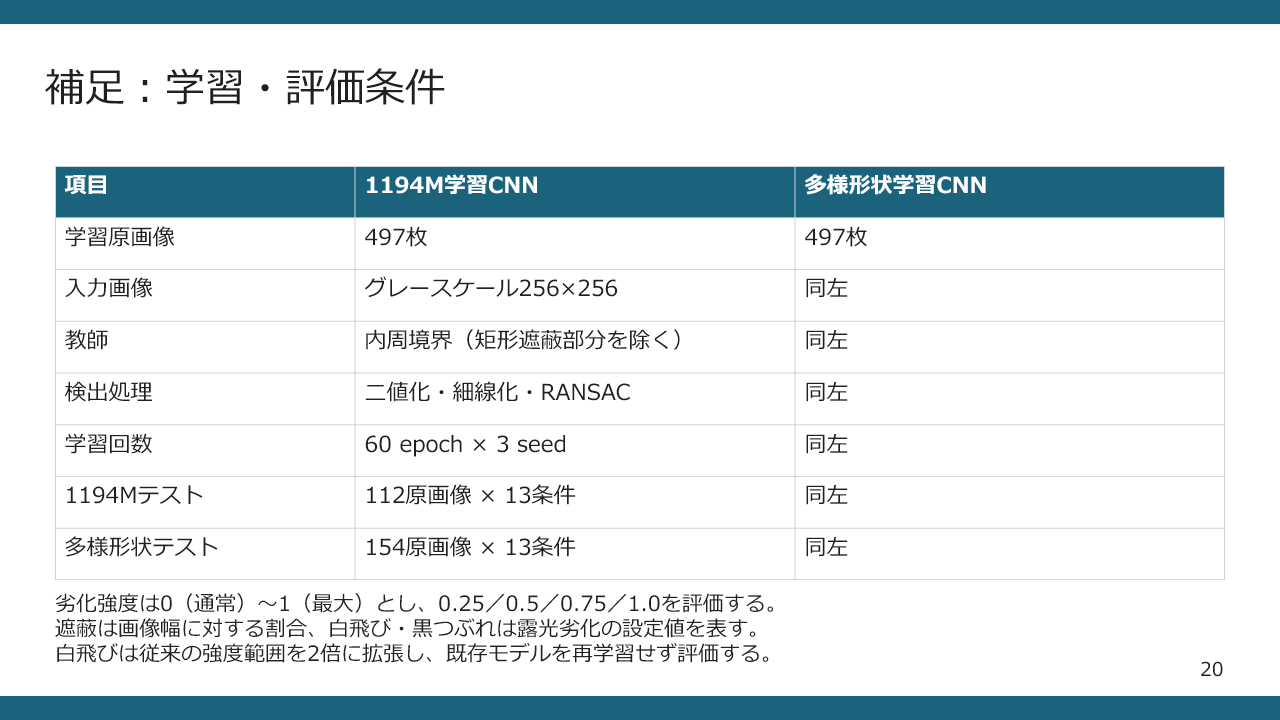 補足：学習・評価条件
項目 1194M学習CNN 多様形状学習CNN
学習原画像 497枚 497枚
入力画像 グレースケール256×256 同左
教師 内周境界（矩形遮蔽部分を除く） 同左
検出処理 二値化・細線化・RANSAC 同左
学習回数 60 epoch × 3 seed 同左
1194Mテスト 112原画像 × 13条件 同左
多様形状テスト 154原画像 × 13条件 同左
劣化強度は0（通常）～1（最大）とし、0.25／0.5／0.75／1.0を評価する。
遮蔽は画像幅に対する割合、白飛び・黒つぶれは露光劣化の設定値を表す。
白飛びは従来の強度範囲を2倍に拡張し、既存モデルを再学習せず評価する。
20